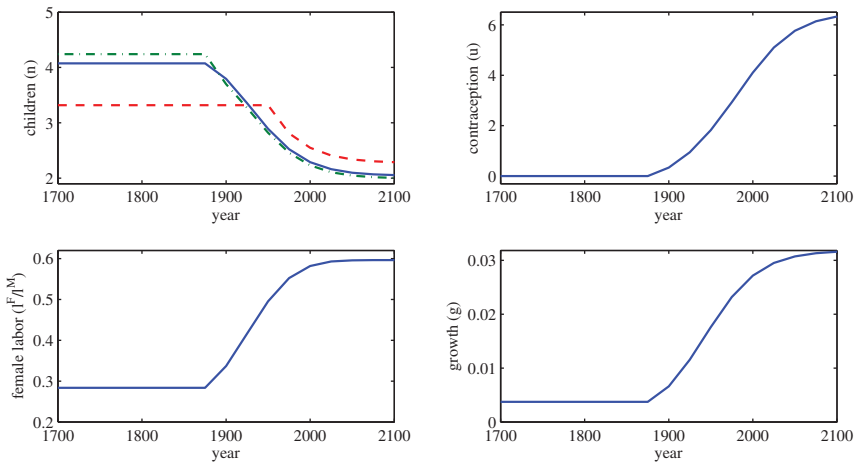 5
4
3
2
children (n)
1700 1800 1900 2000 2100
year
6
4
2
0
contraception (u)
1700 1800 1900 2000 2100
year
0.6
0.5
0.4
0.3
0.2
female labor (l^F/l^M)
1700 1800 1900 2000 2100
year
0.03
0.02
0.01
0
growth (g)
1700 1800 1900 2000 2100
year